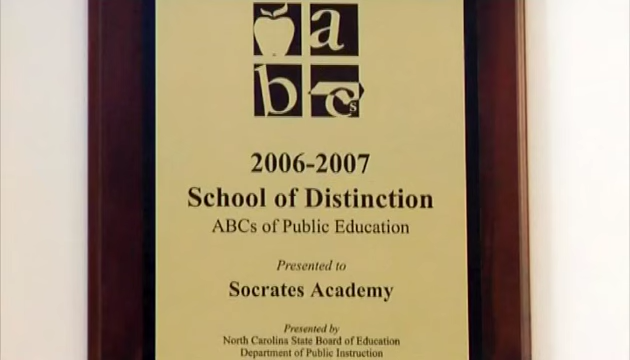 a
b cs
2006-2007
School of Distinction
ABCs of Public Education
Presented to
Socrates Academy
Presented by
North Carolina State Board of Education
Department of Public Instruction